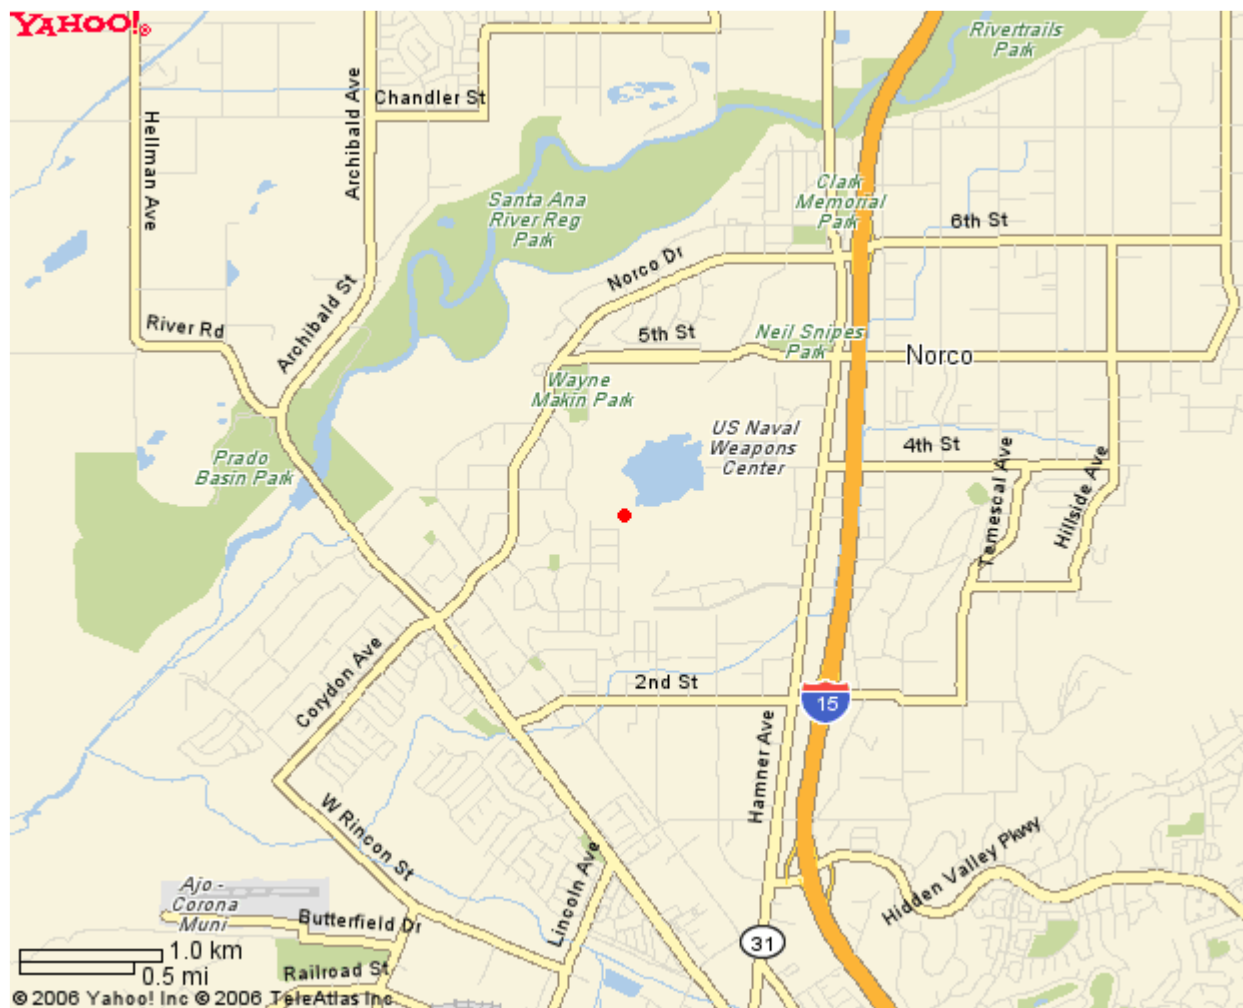 YAHOO!®
Rivertrails
Park
Chandler St
Archibald Ave
Hellman Ave
Clark
Memorial
Park
Santa Ana
River Reg
Park
6th St
Norco Dr
Archibald St
River Rd
5th St
Neil Snipes
Park
Norco
Wayne
Makin Park
US Naval
Weapons
Center
4th St
Temescal Ave
Hillside Ave
Prado
Basin Park
Corydon Ave
2nd St
15
Hamner Ave
W Rincon St
Lincoln Ave
Hidden Valley Pkwy
Ajo -
Corona
Muni
Butterfield Dr
31
1.0 km
0.5 mi
Railroad St
© 2006 Yahoo! Inc © 2006 TeleAtlas Inc